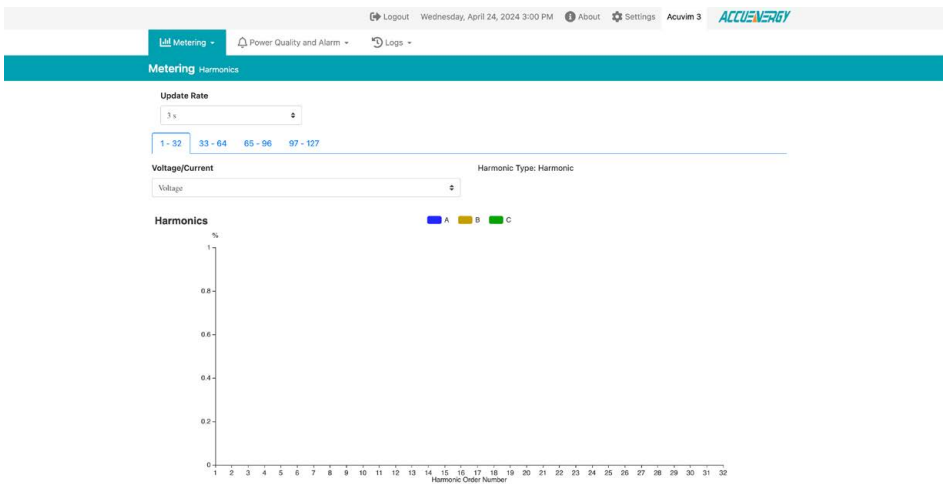 Logout Wednesday, April 24, 2024 3:00 PM About Settings Acuvim 3 ACCUENERGY
Metering Power Quality and Alarm Logs
Metering Harmonics
Update Rate
3 s
1 - 32 33 - 64 65 - 96 97 - 127
Voltage/Current Harmonic Type: Harmonic
Voltage
Harmonics A B C
%
1
0.8
0.6
0.4
0.2
0
1 2 3 4 5 6 7 8 9 10 11 12 13 14 15 16 17 18 19 20 21 22 23 24 25 26 27 28 29 30 31 32
Harmonic Order Number